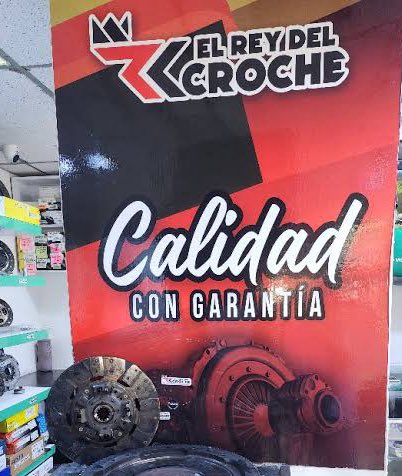 EL REY DEL
CROCHE
Calidad
CON GARANTÍA